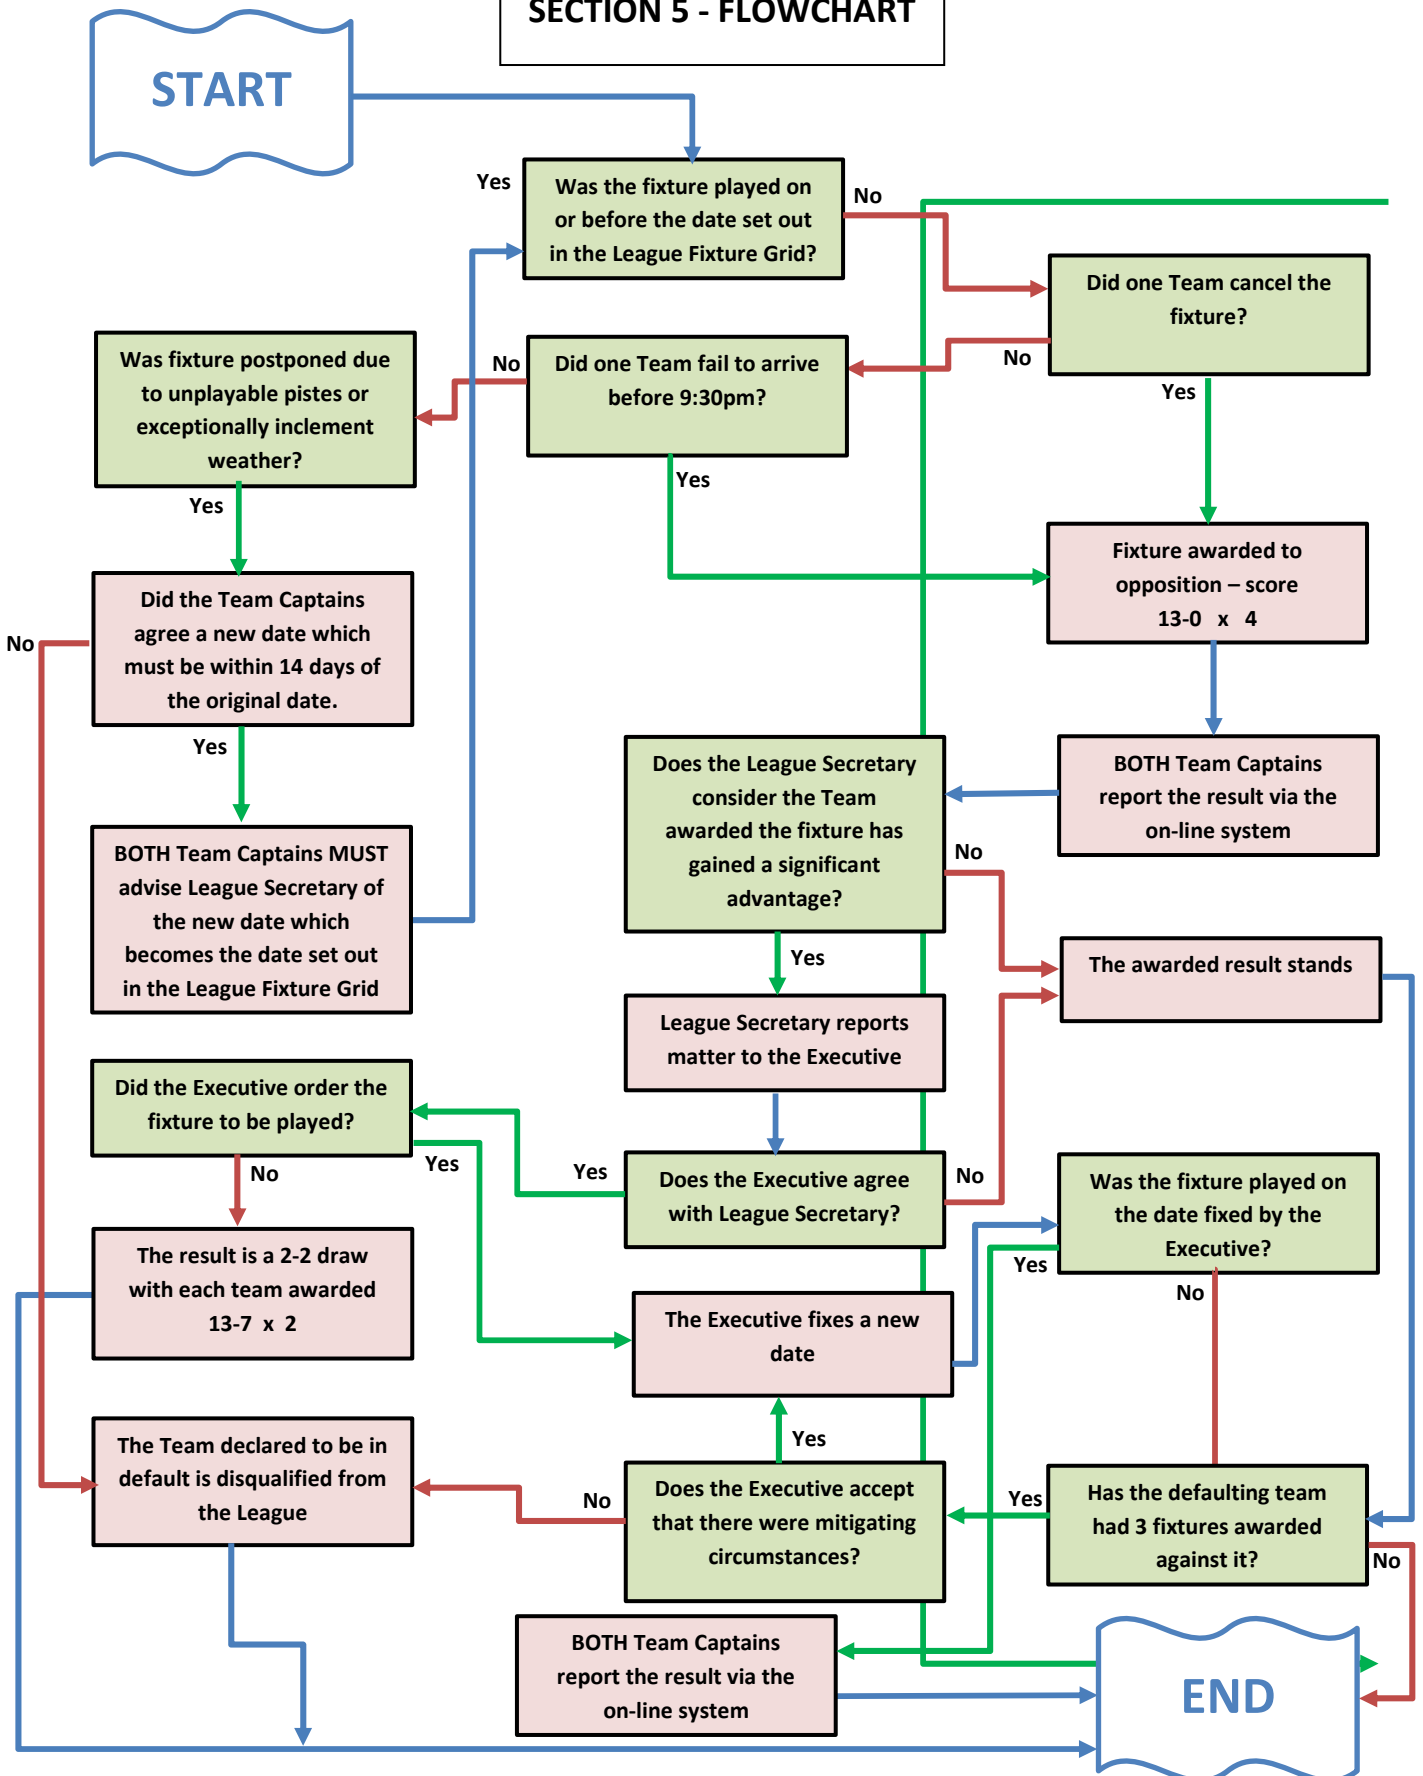 SECTION 5 - FLOWCHART
START
Yes
Was the fixture played on
or before the date set out
in the League Fixture Grid?
No
Did one Team cancel the
fixture?
No
Yes
Did one Team fail to arrive
before 9:30pm?
No
Yes
Was fixture postponed due
to unplayable pistes or
exceptionally inclement
weather?
Yes
Fixture awarded to
opposition – score
13-0 x 4
Did the Team Captains
agree a new date which
must be within 14 days of
the original date.
No
Yes
BOTH Team Captains
report the result via the
on-line system
Does the League Secretary
consider the Team
awarded the fixture has
gained a significant
advantage?
No
Yes
BOTH Team Captains MUST
advise League Secretary of
the new date which
becomes the date set out
in the League Fixture Grid
The awarded result stands
League Secretary reports
matter to the Executive
Did the Executive order the
fixture to be played?
Yes
No
Does the Executive agree
with League Secretary?
Yes
No
Was the fixture played on
the date fixed by the
Executive?
Yes
No
The result is a 2-2 draw
with each team awarded
13-7 x 2
The Executive fixes a new
date
Yes
The Team declared to be in
default is disqualified from
the League
No
Does the Executive accept
that there were mitigating
circumstances?
Yes
Has the defaulting team
had 3 fixtures awarded
against it?
No
BOTH Team Captains
report the result via the
on-line system
END